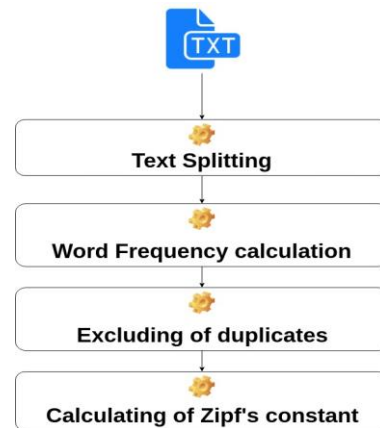 TXT
Text Splitting
Word Frequency calculation
Excluding of duplicates
Calculating of Zipf's constant